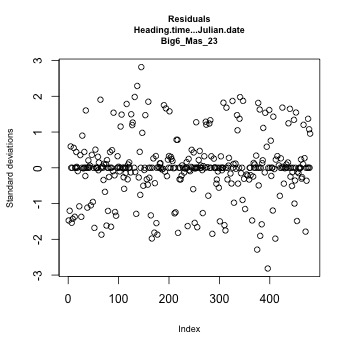 Residuals
Heading.time...Julian.date
Big6_Mas_23
Standard deviations
3
2
1
0
-1
-2
-3
0
100
200
300
400
Index